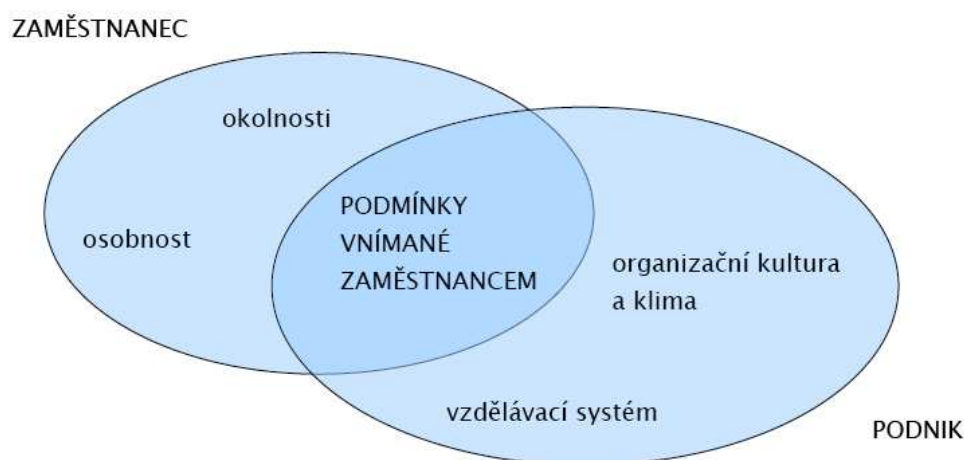 ZAMĚSTNANEC
okolnosti
osobnost
PODMÍNKY
VNÍMANÉ
ZAMĚSTNANCEM
organizační kultura
a klima
vzdělávací systém
PODNIK